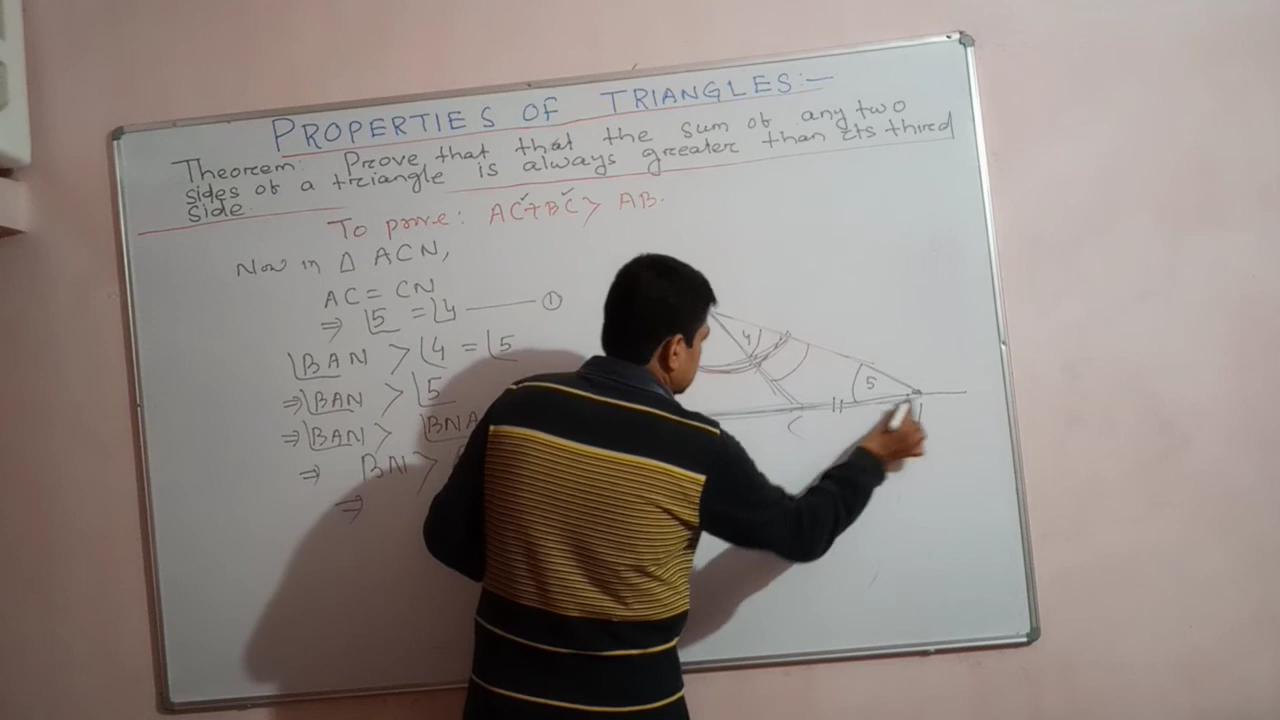 PROPERTIES OF TRIANGLES:-
Theorem: Prove that that the sum of any two
sides of a triangle is always greater than its third
side.
To prove: AC+BC > AB.
Now in Δ ACN,
AC = CN
⇒ ∠5 = ∠4 ——— ①
∠BAN > ∠4 = ∠5
⇒ ∠BAN > ∠5
⇒ ∠BAN > ∠BNA
⇒ BN >
⇒
4
5
C